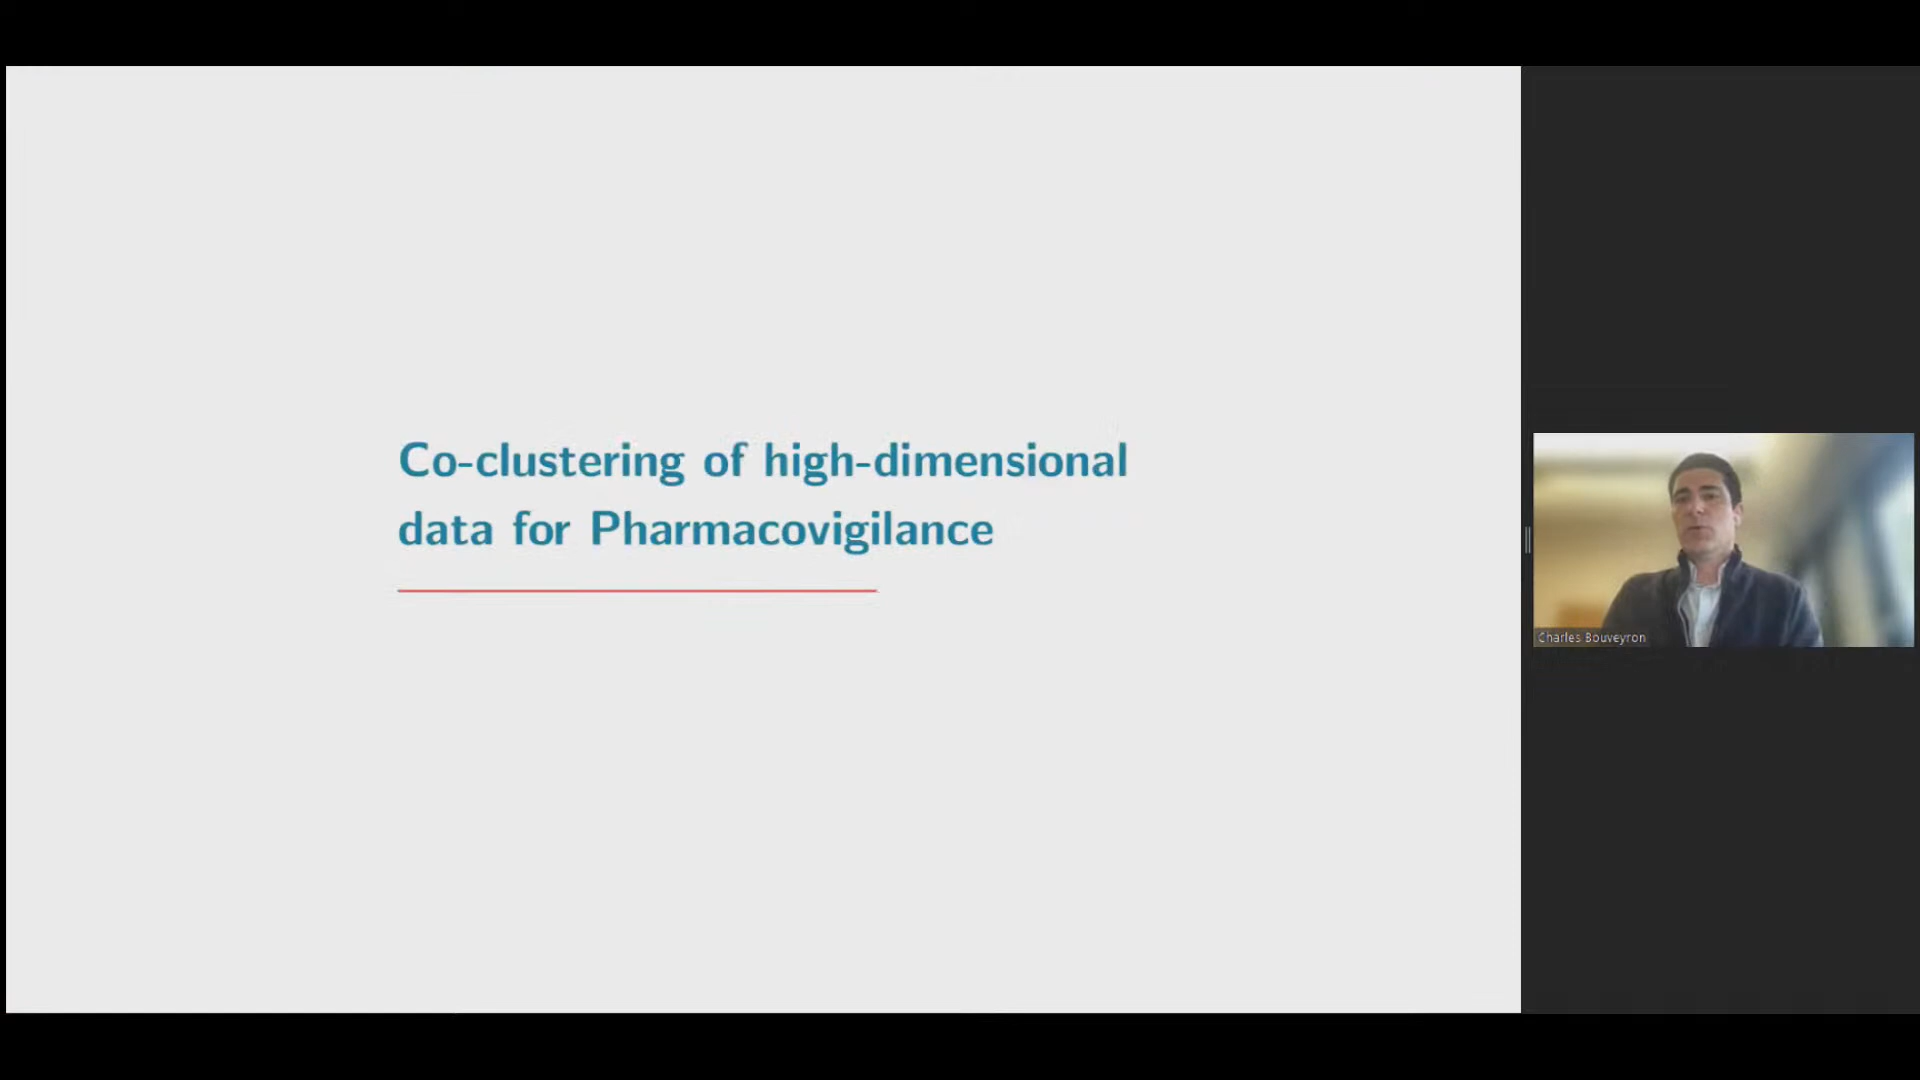 Co-clustering of high-dimensional
data for Pharmacovigilance
Charles Bouveyron